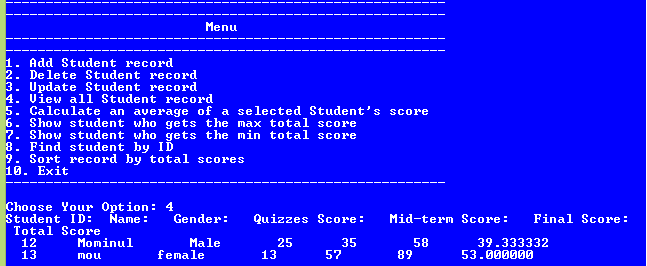 Menu
1. Add Student record
2. Delete Student record
3. Update Student record
4. View all Student record
5. Calculate an average of a selected Student's score
6. Show student who gets the max total score
7. Show student who gets the min total score
8. Find student by ID
9. Sort record by total scores
10. Exit
Choose Your Option: 4
Student ID: Name: Gender: Quizzes Score: Mid-term Score: Final Score:
Total Score
12 Mominul Male 25 35 58 39.333332
13 mou female 13 57 89 53.000000